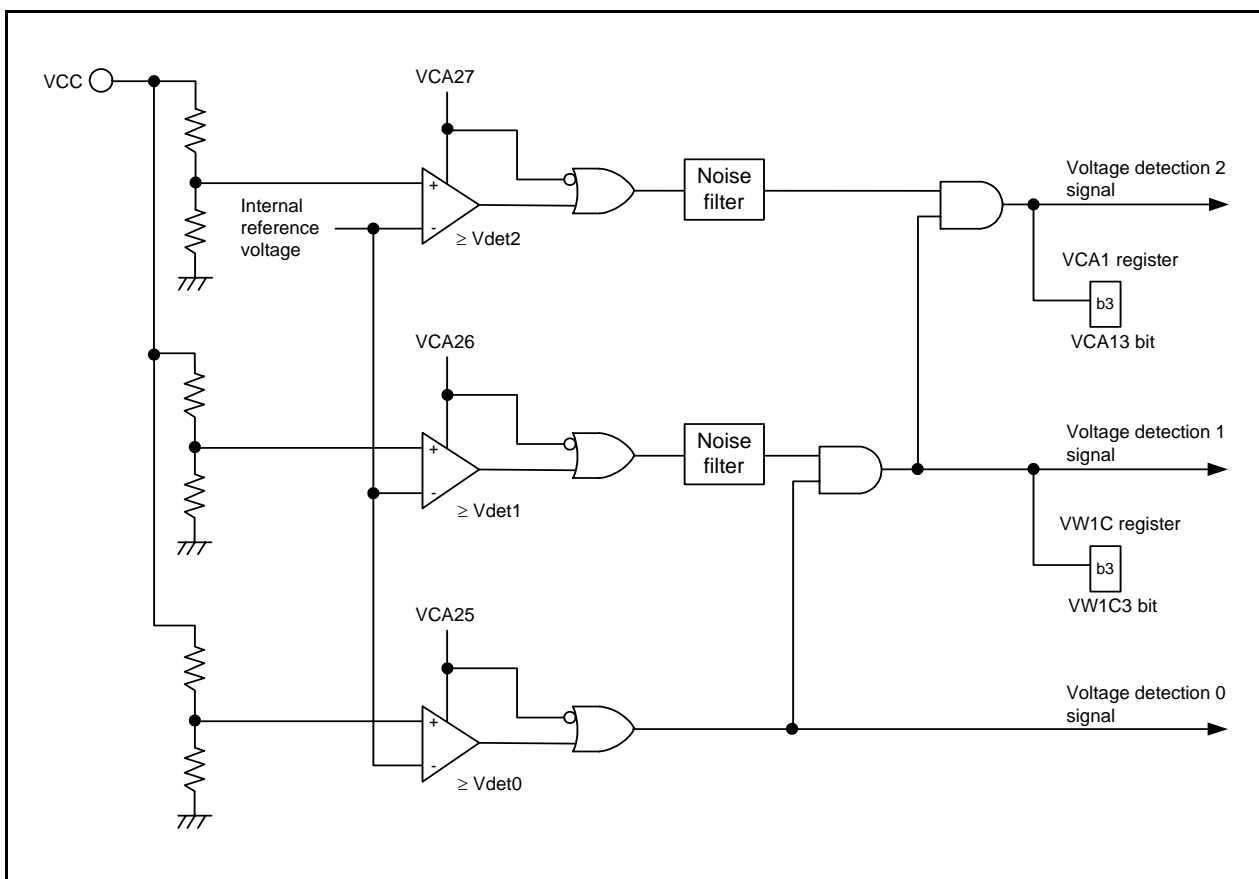 VCC
VCA27
+
-
Internal
reference
voltage
≥ Vdet2
Noise
filter
Voltage detection 2
signal
VCA1 register
b3
VCA13 bit
VCA26
+
-
≥ Vdet1
Noise
filter
Voltage detection 1
signal
VW1C register
b3
VW1C3 bit
VCA25
+
-
≥ Vdet0
Voltage detection 0
signal